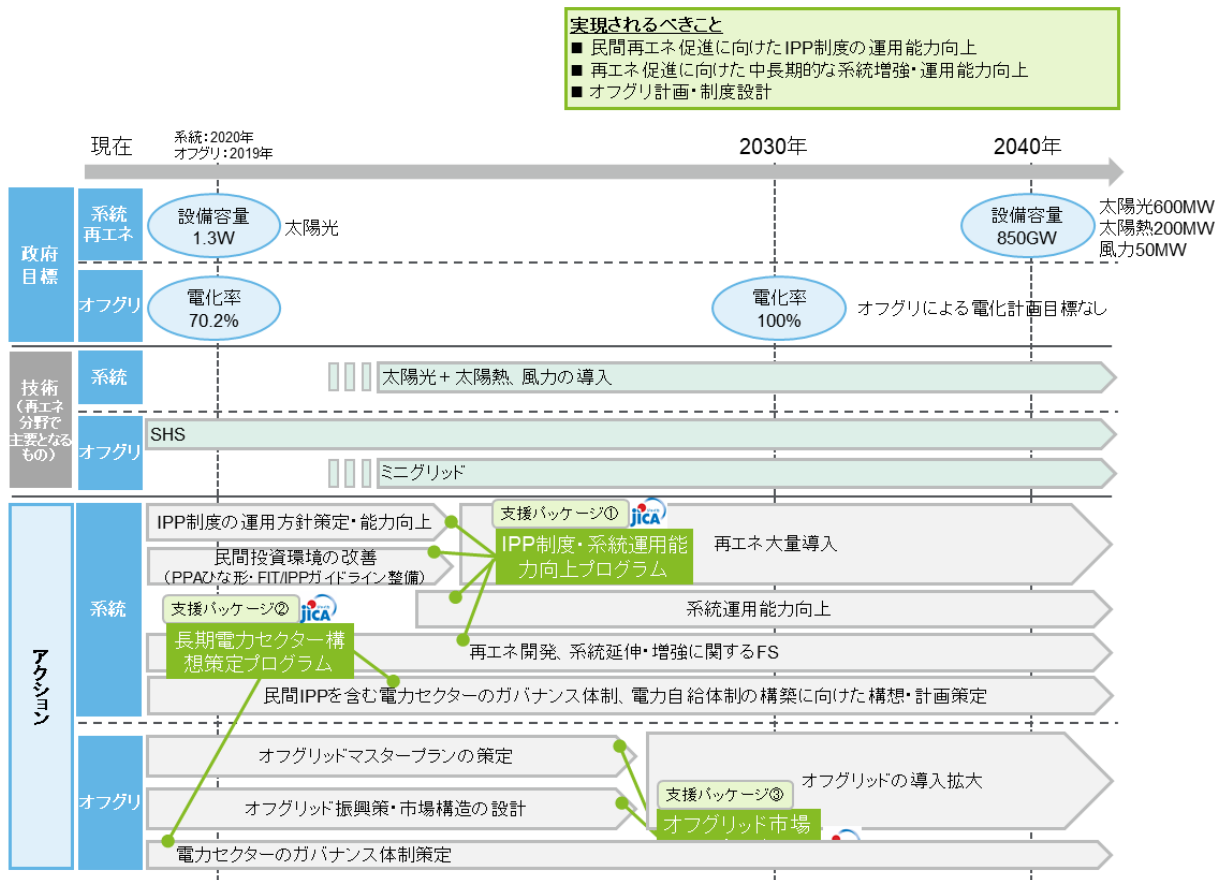 実現されるべきこと
■ 民間再エネ促進に向けたIPP制度の運用能力向上
■ 再エネ促進に向けた中長期的な系統増強・運用能力向上
■ オフグリ計画・制度設計
現在
系統:2020年
オフグリ:2019年
2030年
2040年
政府
目標
系統
再エネ
設備容量
1.3W
太陽光
設備容量
850GW
太陽光600MW
太陽熱200MW
風力50MW
オフグリ
電化率
70.2%
電化率
100%
オフグリによる電化計画目標なし
技術
(再エネ
分野で
主要となる
もの)
系統
太陽光+太陽熱、風力の導入
オフグリ
SHS
ミニグリッド
アクション
系統
IPP制度の運用方針策定・能力向上
支援パッケージ①
jICA
IPP制度・系統運用能
力向上プログラム
再エネ大量導入
民間投資環境の改善
(PPAひな形・FIT/IPPガイドライン整備)
系統運用能力向上
支援パッケージ②
jICA
長期電力セクター構
想策定プログラム
再エネ開発、系統延伸・増強に関するFS
民間IPPを含む電力セクターのガバナンス体制、電力自給体制の構築に向けた構想・計画策定
オフグリ
オフグリッドマスタープランの策定
オフグリッドの導入拡大
支援パッケージ③
オフグリッド市場
オフグリッド振興策・市場構造の設計
電力セクターのガバナンス体制策定